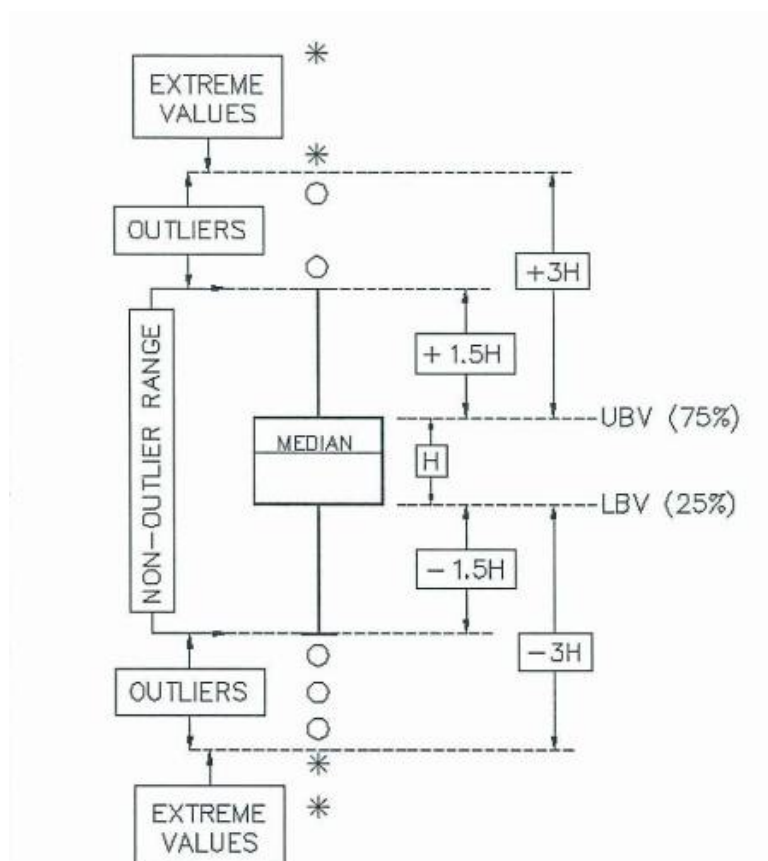 EXTREME
VALUES
OUTLIERS
+3H
+ 1.5H
NON-OUTLIER RANGE
UBV (75%)
MEDIAN
H
LBV (25%)
- 1.5H
-3H
OUTLIERS
EXTREME
VALUES